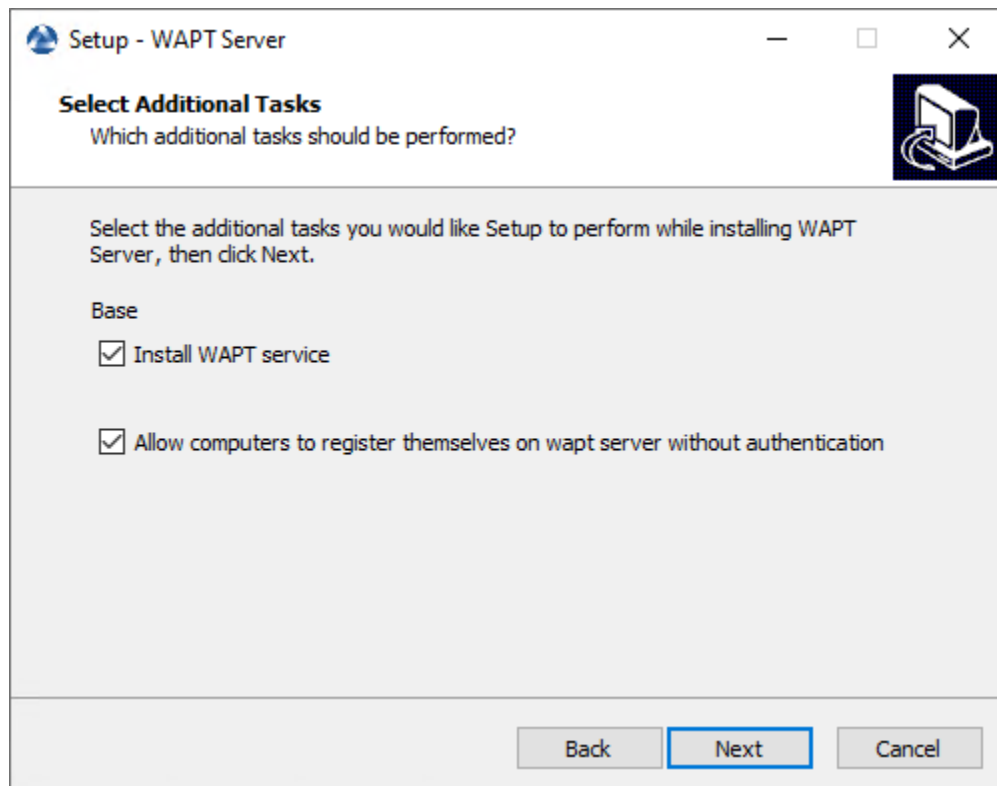 Setup - WAPT Server
Select Additional Tasks
Which additional tasks should be performed?
Select the additional tasks you would like Setup to perform while installing WAPT
Server, then click Next.
Base
Install WAPT service
Allow computers to register themselves on wapt server without authentication
Back
Next
Cancel